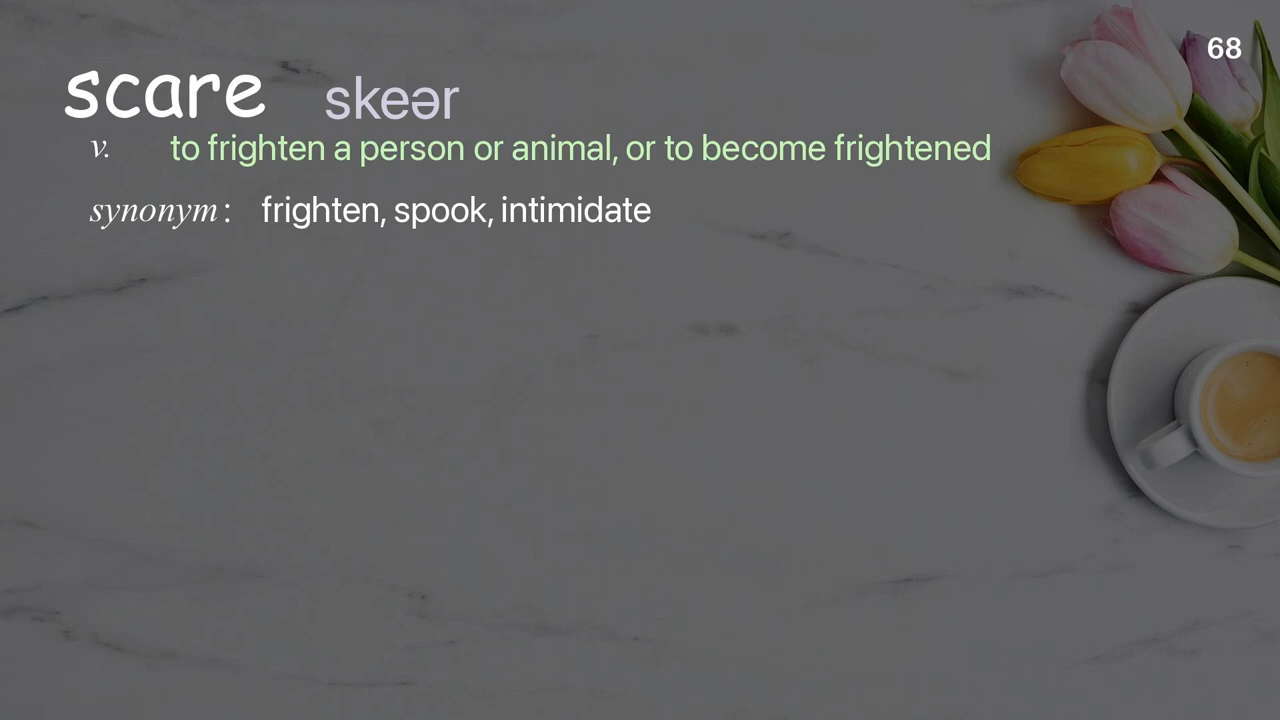 68
scare skeər
v. to frighten a person or animal, or to become frightened
synonym: frighten, spook, intimidate